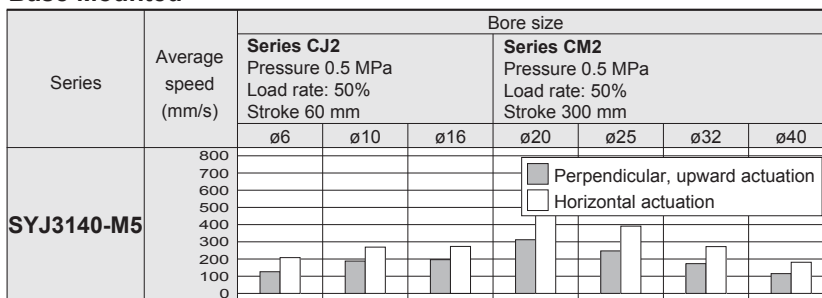 Bore size
Series
Average
speed
(mm/s)
Series CJ2
Pressure 0.5 MPa
Load rate: 50%
Stroke 60 mm
Series CM2
Pressure 0.5 MPa
Load rate: 50%
Stroke 300 mm
ø6 ø10 ø16 ø20 ø25 ø32 ø40
SYJ3140-M5
800
700
600
500
400
300
200
100
0
Perpendicular, upward actuation
Horizontal actuation